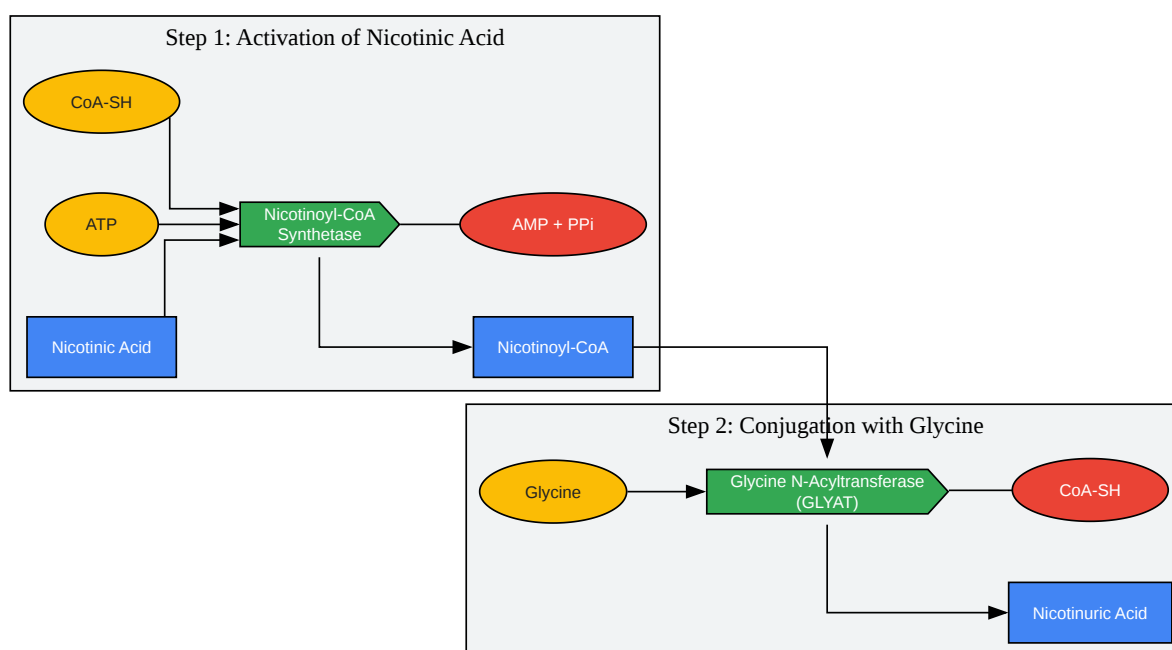 Step 1: Activation of Nicotinic Acid
CoA-SH
ATP
Nicotinoyl-CoA
Synthetase
AMP + PPi
Nicotinic Acid
Nicotinoyl-CoA
Step 2: Conjugation with Glycine
Glycine
Glycine N-Acyltransferase
(GLYAT)
CoA-SH
Nicotinuric Acid